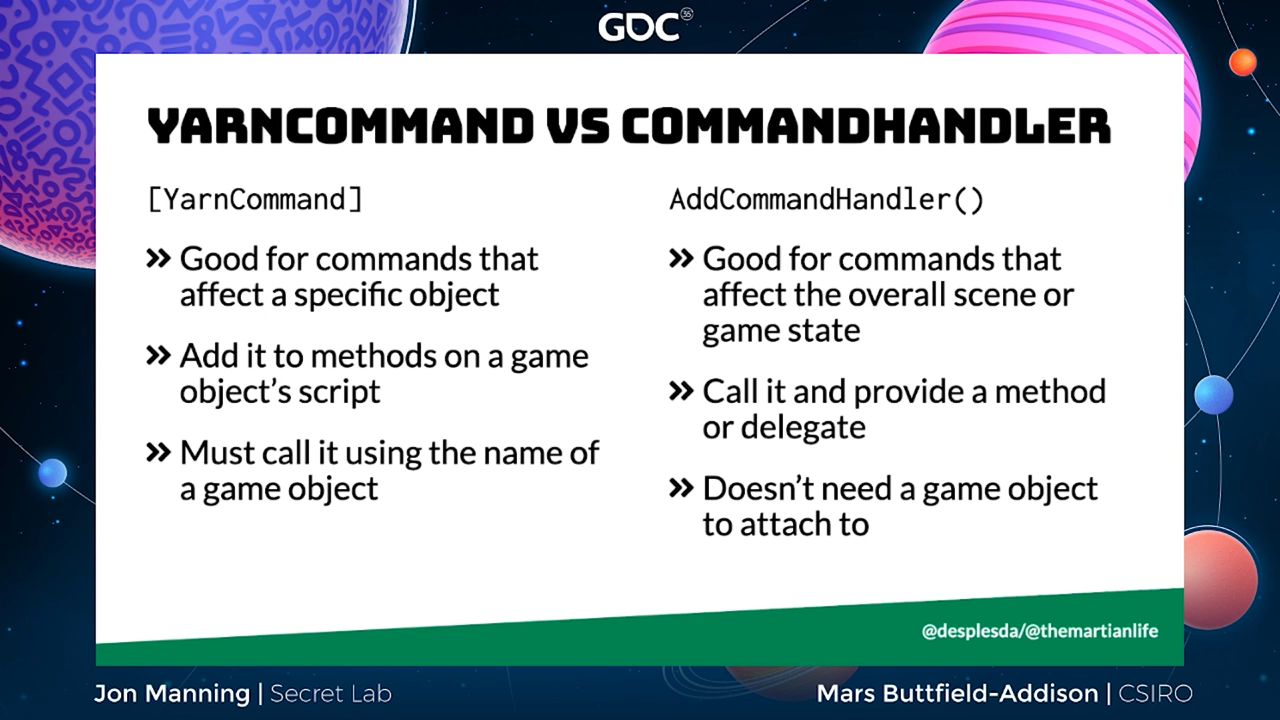 GDC 35
YARNCOMMAND VS COMMANDHANDLER
[YarnCommand]
» Good for commands that
affect a specific object
» Add it to methods on a game
object’s script
» Must call it using the name of
a game object
AddCommandHandler()
» Good for commands that
affect the overall scene or
game state
» Call it and provide a method
or delegate
» Doesn’t need a game object
to attach to
@desplesda/@themartianlife
Jon Manning | Secret Lab
Mars Buttfield-Addison | CSIRO